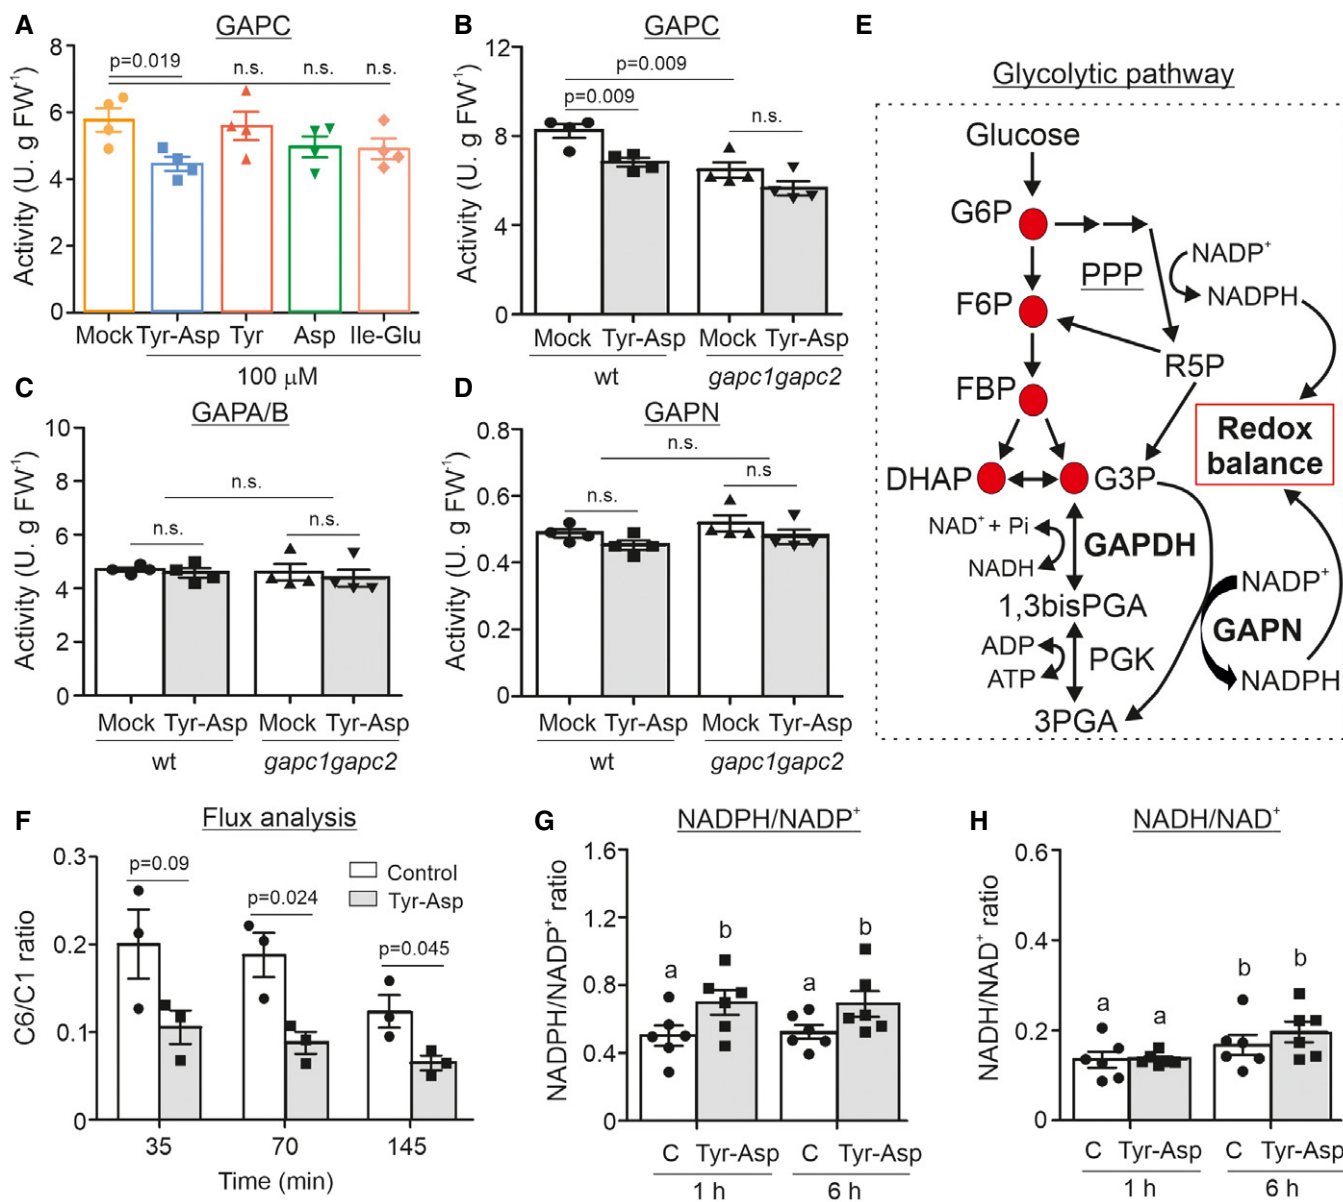 A
GAPC
Activity (U. g FW⁻¹)
8
6
4
2
0
p=0.019
n.s.
n.s.
n.s.
Mock Tyr-Asp Tyr Asp Ile-Glu
100 µM
B
GAPC
Activity (U. g FW⁻¹)
12
8
4
0
p=0.009
p=0.009
n.s.
Mock Tyr-Asp Mock Tyr-Asp
wt gapc1gapc2
C
GAPA/B
Activity (U. g FW⁻¹)
10
8
6
4
2
0
n.s.
n.s.
n.s.
Mock Tyr-Asp Mock Tyr-Asp
wt gapc1gapc2
D
GAPN
Activity (U. g FW⁻¹)
0.8
0.6
0.4
0.2
0
n.s.
n.s
n.s.
Mock Tyr-Asp Mock Tyr-Asp
wt gapc1gapc2
E
Glycolytic pathway
Glucose
G6P
NADP⁺
PPP
NADPH
F6P
R5P
FBP
Redox
balance
DHAP
G3P
NAD⁺ + Pi
GAPDH
NADH
NADP⁺
1,3bisPGA
GAPN
ADP
PGK
ATP
NADPH
3PGA
F
Flux analysis
C6/C1 ratio
0.3
0.2
0.1
0
p=0.09
p=0.024
p=0.045
Control
Tyr-Asp
35 70 145
Time (min)
G
NADPH/NADP⁺
NADPH/NADP⁺ ratio
1.6
1.2
0.8
0.4
0
a b a b
C Tyr-Asp C Tyr-Asp
1 h 6 h
H
NADH/NAD⁺
NADH/NAD⁺ ratio
0.6
0.4
0.2
0
a a b b
C Tyr-Asp C Tyr-Asp
1 h 6 h